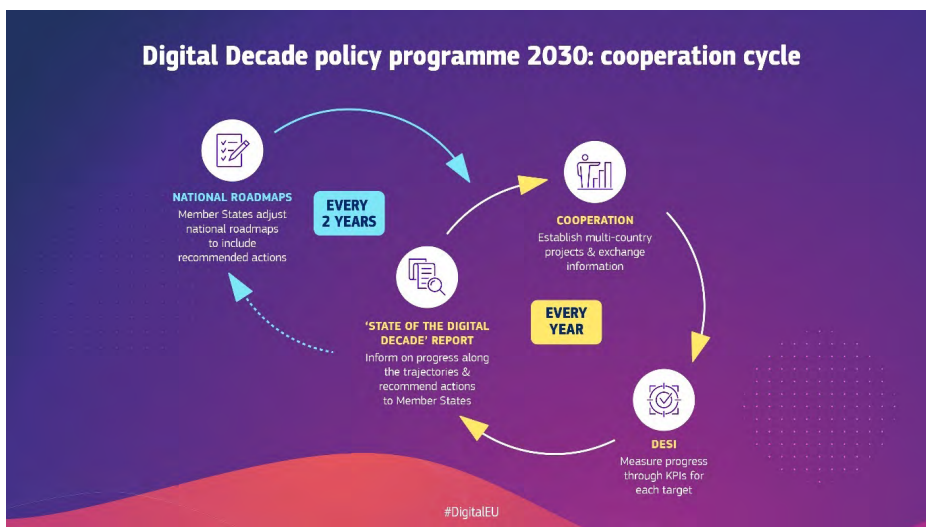 Digital Decade policy programme 2030: cooperation cycle
NATIONAL ROADMAPS
Member States adjust
national roadmaps
to include
recommended actions
EVERY
2 YEARS
COOPERATION
Establish multi-country
projects & exchange
information
‘STATE OF THE DIGITAL
DECADE’ REPORT
Inform on progress along
the trajectories &
recommend actions
to Member States
EVERY
YEAR
DESI
Measure progress
through KPIs for
each target
#DigitalEU